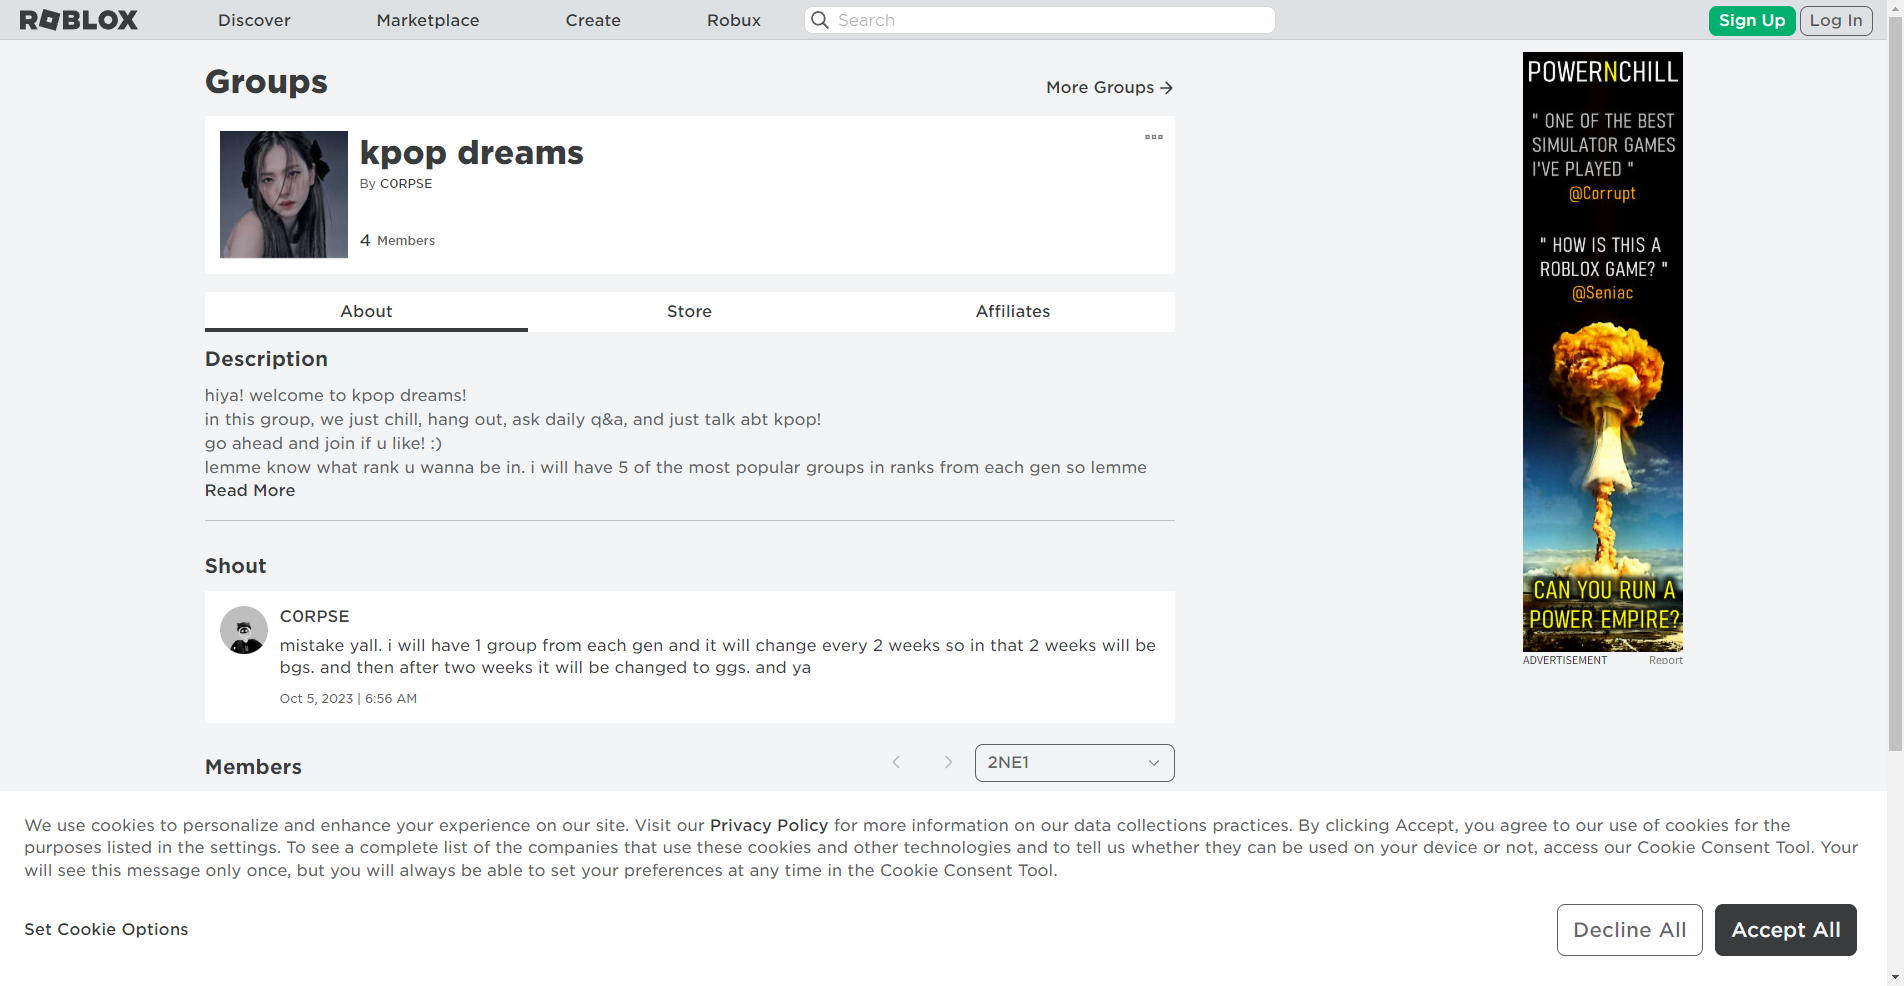 ROBLOX
Discover
Marketplace
Create
Robux
Search
Sign Up
Log In
Groups
More Groups
kpop dreams
By C0RPSE
4 Members
About
Store
Affiliates
Description
hiya! welcome to kpop dreams!
in this group, we just chill, hang out, ask daily q&a, and just talk abt kpop!
go ahead and join if u like! :)
lemme know what rank u wanna be in. i will have 5 of the most popular groups in ranks from each gen so lemme
Read More
Shout
C0RPSE
mistake yall. i will have 1 group from each gen and it will change every 2 weeks so in that 2 weeks will be
bgs. and then after two weeks it will be changed to ggs. and ya
Oct 5, 2023 | 6:56 AM
Members
2NE1
POWERNCHILL
" ONE OF THE BEST
SIMULATOR GAMES
I'VE PLAYED "
@Corrupt
" HOW IS THIS A
ROBLOX GAME? "
@Seniac
CAN YOU RUN A
POWER EMPIRE?
ADVERTISEMENT
Report
We use cookies to personalize and enhance your experience on our site. Visit our Privacy Policy for more information on our data collections practices. By clicking Accept, you agree to our use of cookies for the
purposes listed in the settings. To see a complete list of the companies that use these cookies and other technologies and to tell us whether they can be used on your device or not, access our Cookie Consent Tool. Your
will see this message only once, but you will always be able to set your preferences at any time in the Cookie Consent Tool.
Set Cookie Options
Decline All
Accept All